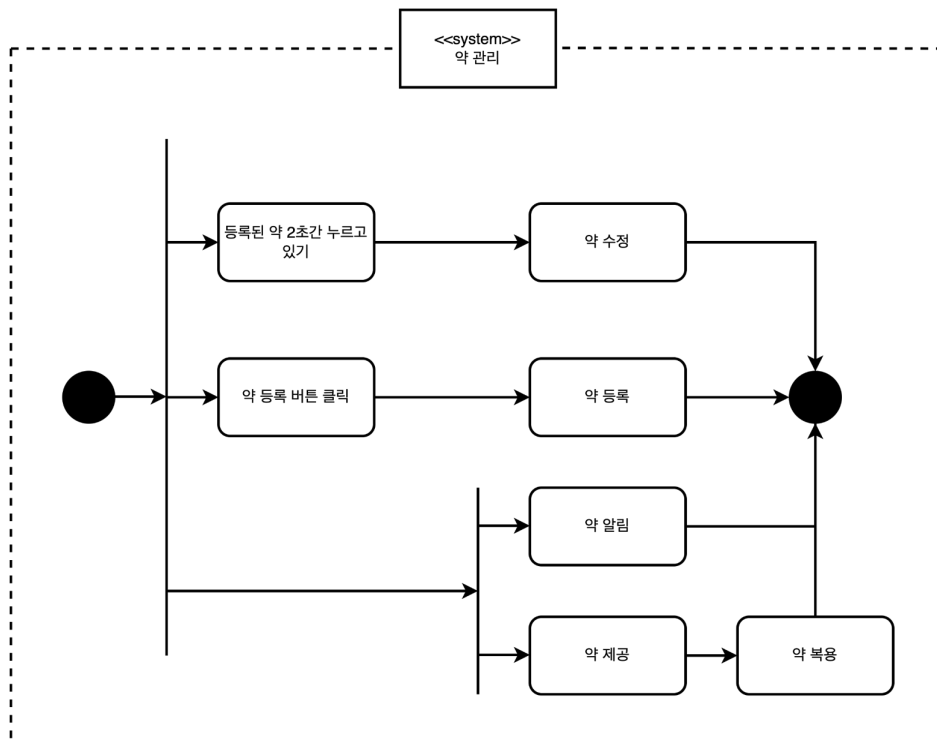 <<system>>
약 관리
등록된 약 2초간 누르고
있기
약 수정
약 등록 버튼 클릭
약 등록
약 알림
약 제공
약 복용